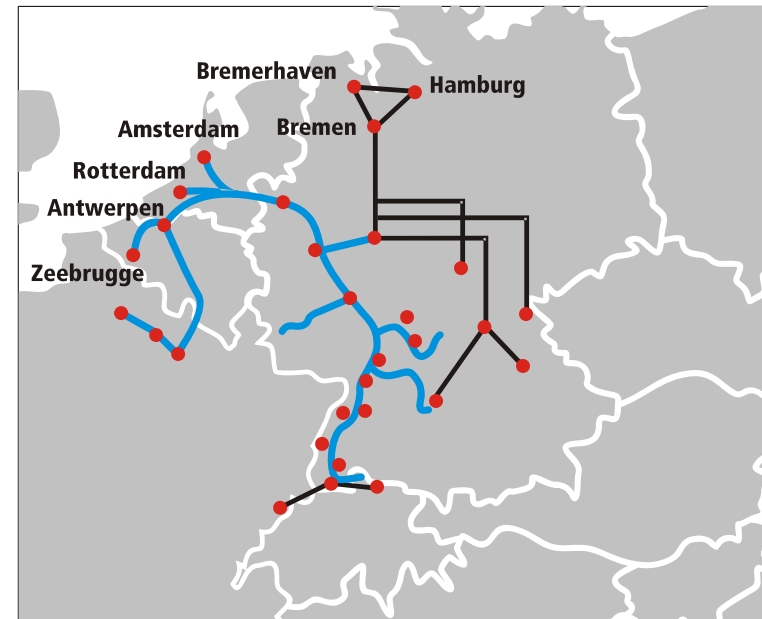 Bremerhaven
Hamburg
Amsterdam
Bremen
Rotterdam
Antwerpen
Zeebrugge